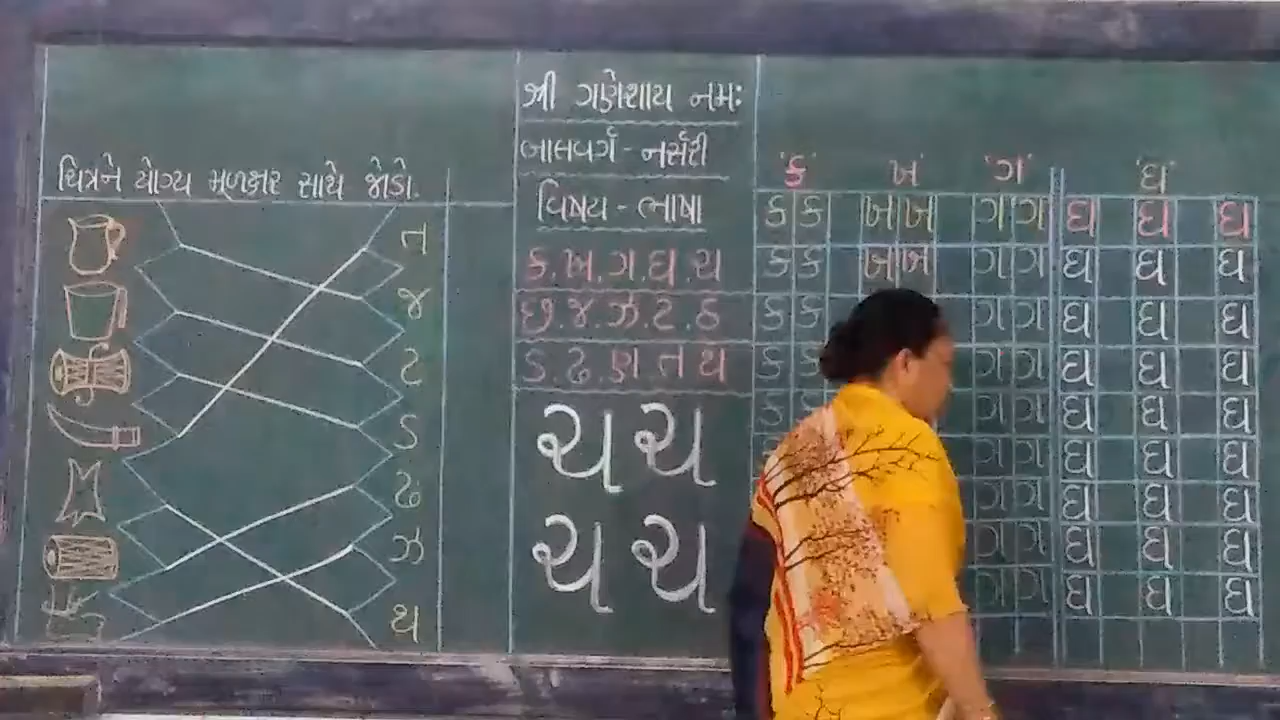 ચિત્રને યોગ્ય મૂળાક્ષર સાથે જોડો.
ત
જ
ટ
ડ
ઢ
ઝ
થ
શ્રી ગણેશાય નમઃ
બાલવર્ગ - નર્સરી
વિષય - ભાષા
ક.ખ.ગ.ઘ.ચ
છ.જ.ઝ.ટ.ઠ
ડ.ઢ.ણ.ત.થ
ચ ચ
ચ ચ
'ક' 'ખ' 'ગ' 'ઘ'
ક ક ખ ખ ગ ગ ઘ ઘ ઘ
ક ક ખ ખ ગ ગ ઘ ઘ ઘ
ક ક ગ ગ ઘ ઘ ઘ
ક ક ગ ગ ઘ ઘ ઘ
ક ક ગ ગ ઘ ઘ ઘ
ગ ગ ઘ ઘ ઘ
ગ ગ ઘ ઘ ઘ
ગ ગ ઘ ઘ ઘ
ગ ગ ઘ ઘ ઘ